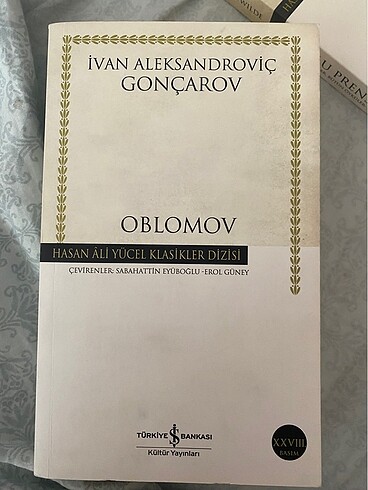 WILDE
İVAN ALEKSANDROVİÇ
GONÇAROV
OBLOMOV
HASAN ÂLİ YÜCEL KLASİKLER DİZİSİ
ÇEVİRENLER: SABAHATTİN EYÜBOĞLU -EROL GÜNEY
TÜRKİYE İŞ BANKASI
Kültür Yayınları
XXVIII
BASIM